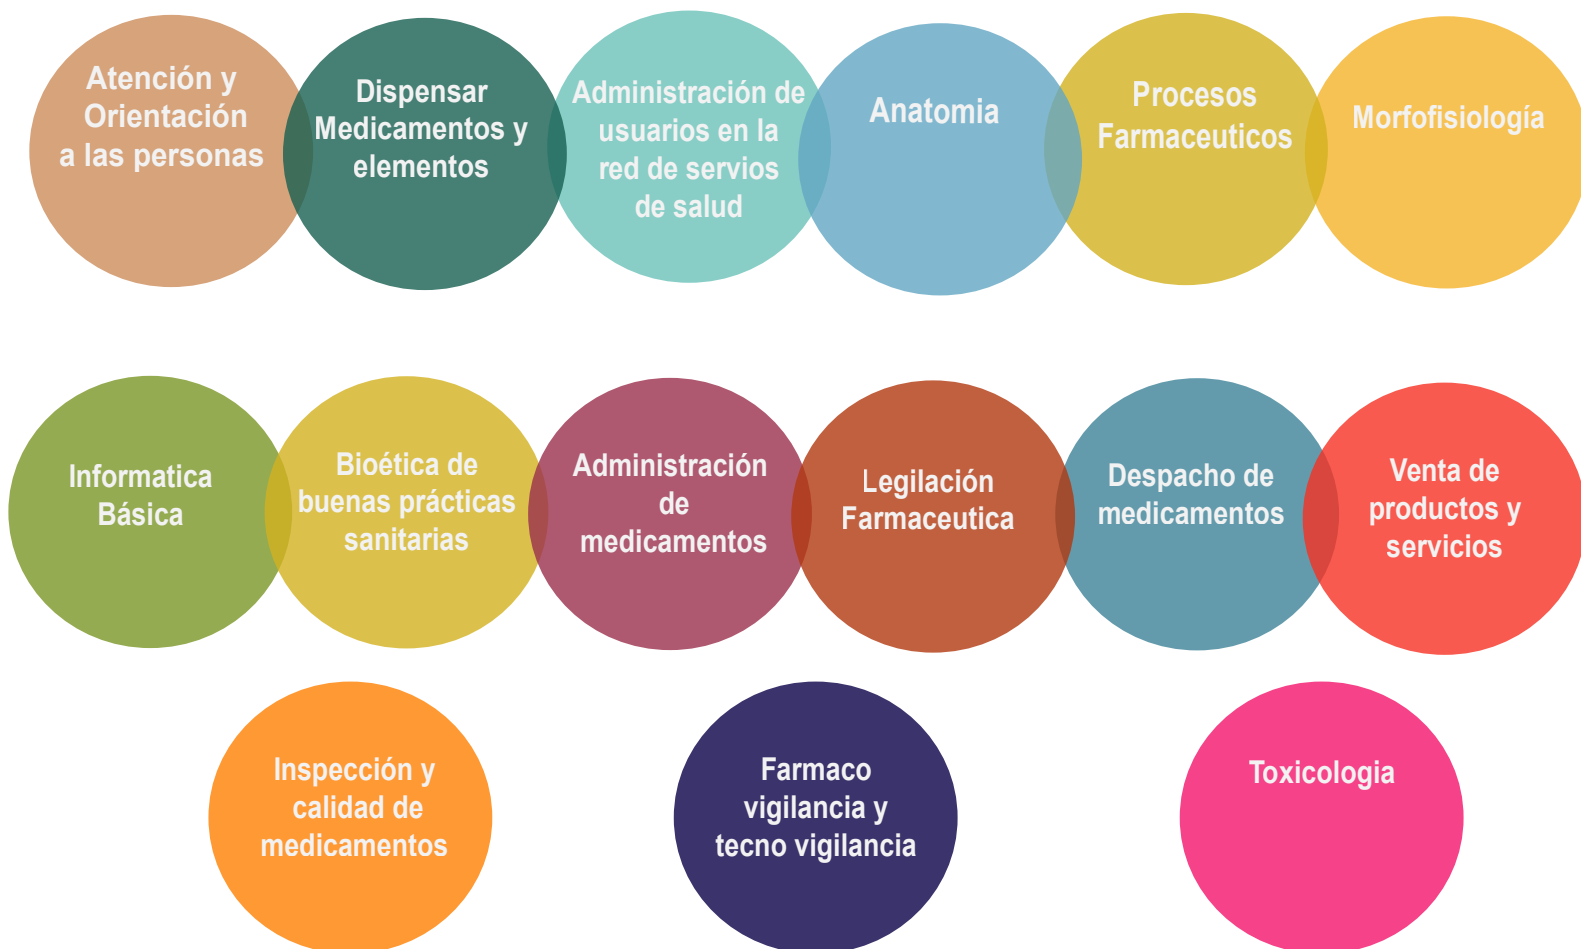 Atención y
Orientación
a las personas
Dispensar
Medicamentos y
elementos
Administración de
usuarios en la
red de servios
de salud
Anatomia
Procesos
Farmaceuticos
Morfofisiología
Informatica
Básica
Bioética de
buenas prácticas
sanitarias
Administración
de
medicamentos
Legilación
Farmaceutica
Despacho de
medicamentos
Venta de
productos y
servicios
Inspección y
calidad de
medicamentos
Farmaco
vigilancia y
tecno vigilancia
Toxicologia